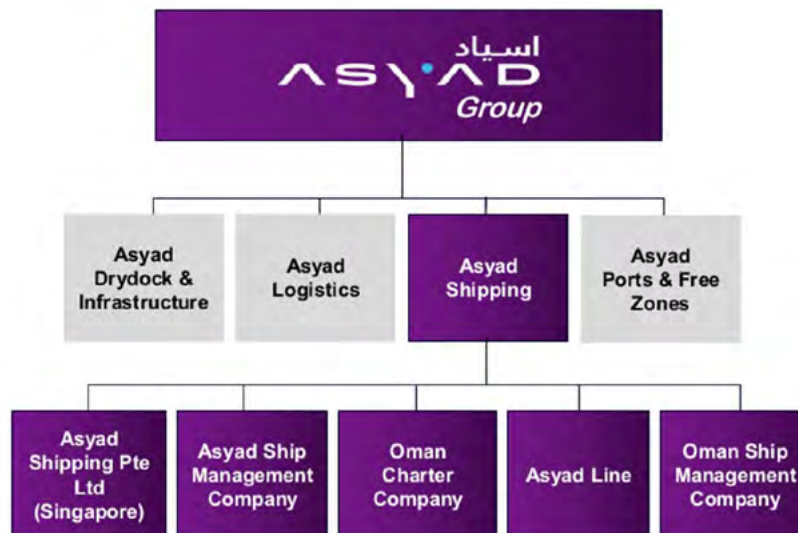 اسياد
ASYAD
Group
Asyad
Drydock &
Infrastructure
Asyad
Logistics
Asyad
Shipping
Asyad
Ports & Free
Zones
Asyad
Shipping Pte
Ltd
(Singapore)
Asyad Ship
Management
Company
Oman
Charter
Company
Asyad Line
Oman Ship
Management
Company